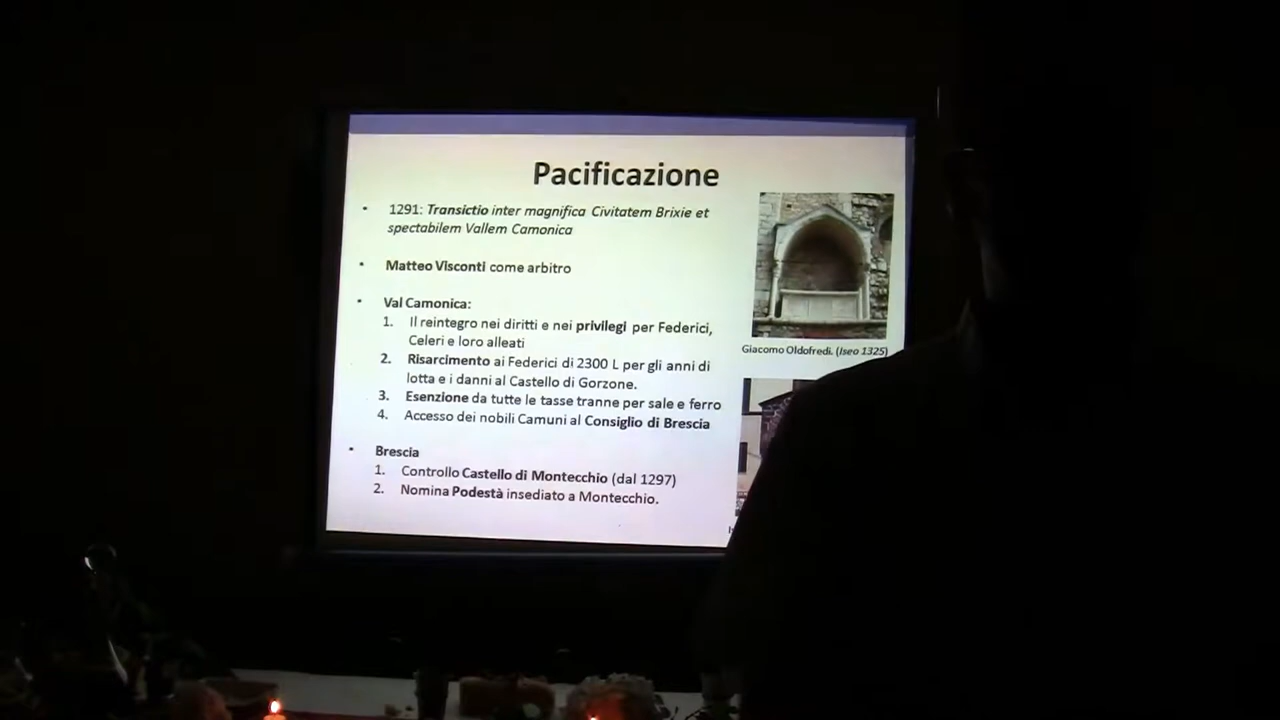 Pacificazione
• 1291: Transictio inter magnifica Civitatem Brixie et
spectabilem Vallem Camonica
• Matteo Visconti come arbitro
• Val Camonica:
1. Il reintegro nei diritti e nei privilegi per Federici,
Celeri e loro alleati
2. Risarcimento ai Federici di 2300 L per gli anni di
lotta e i danni al Castello di Gorzone.
3. Esenzione da tutte le tasse tranne per sale e ferro
4. Accesso dei nobili Camuni al Consiglio di Brescia
• Brescia
1. Controllo Castello di Montecchio (dal 1297)
2. Nomina Podestà insediato a Montecchio.
Giacomo Oldofredi. (Iseo 1325)